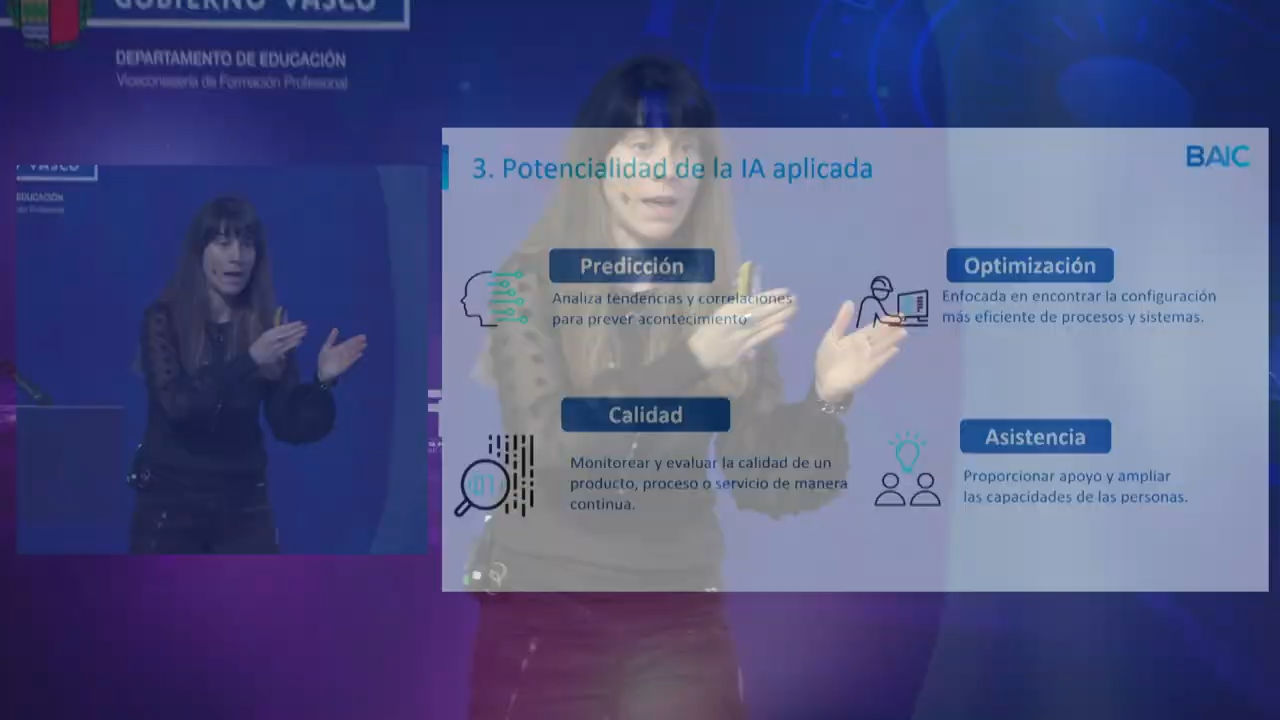 GOBIERNO VASCO
DEPARTAMENTO DE EDUCACIÓN
Viceconsejería de Formación Profesional
VASCO
EDUCACIÓN
3. Potencialidad de la IA aplicada
BAIC
Predicción
Analiza tendencias y correlaciones
para prever acontecimiento
Optimización
Enfocada en encontrar la configuración
más eficiente de procesos y sistemas.
Calidad
Monitorear y evaluar la calidad de un
producto, proceso o servicio de manera
continua.
Asistencia
Proporcionar apoyo y ampliar
las capacidades de las personas.